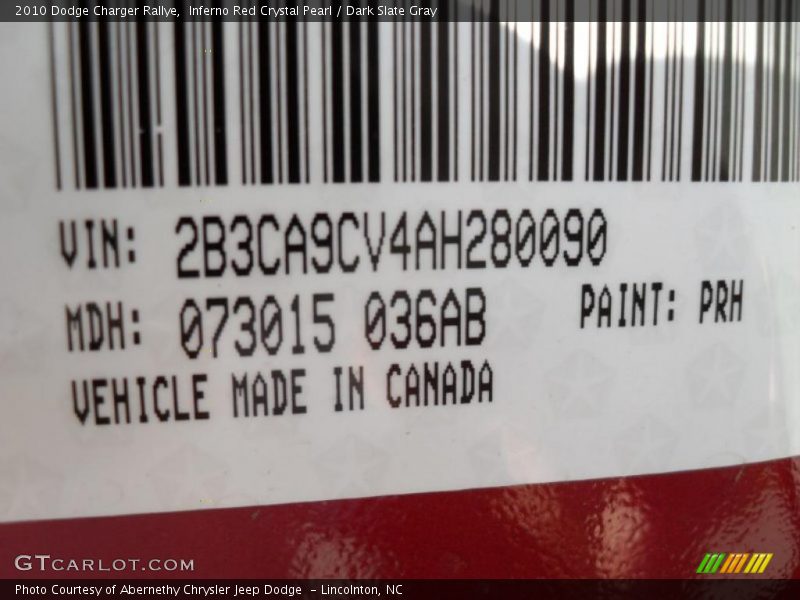 2010 Dodge Charger Rallye,  Inferno Red Crystal Pearl / Dark Slate Gray
VIN: 2B3CA9CV4AH280090
MDH: 073015 036AB
PAINT: PRH
VEHICLE MADE IN CANADA
GTCARLOT.COM
Photo Courtesy of Abernethy Chrysler Jeep Dodge  – Lincolnton, NC